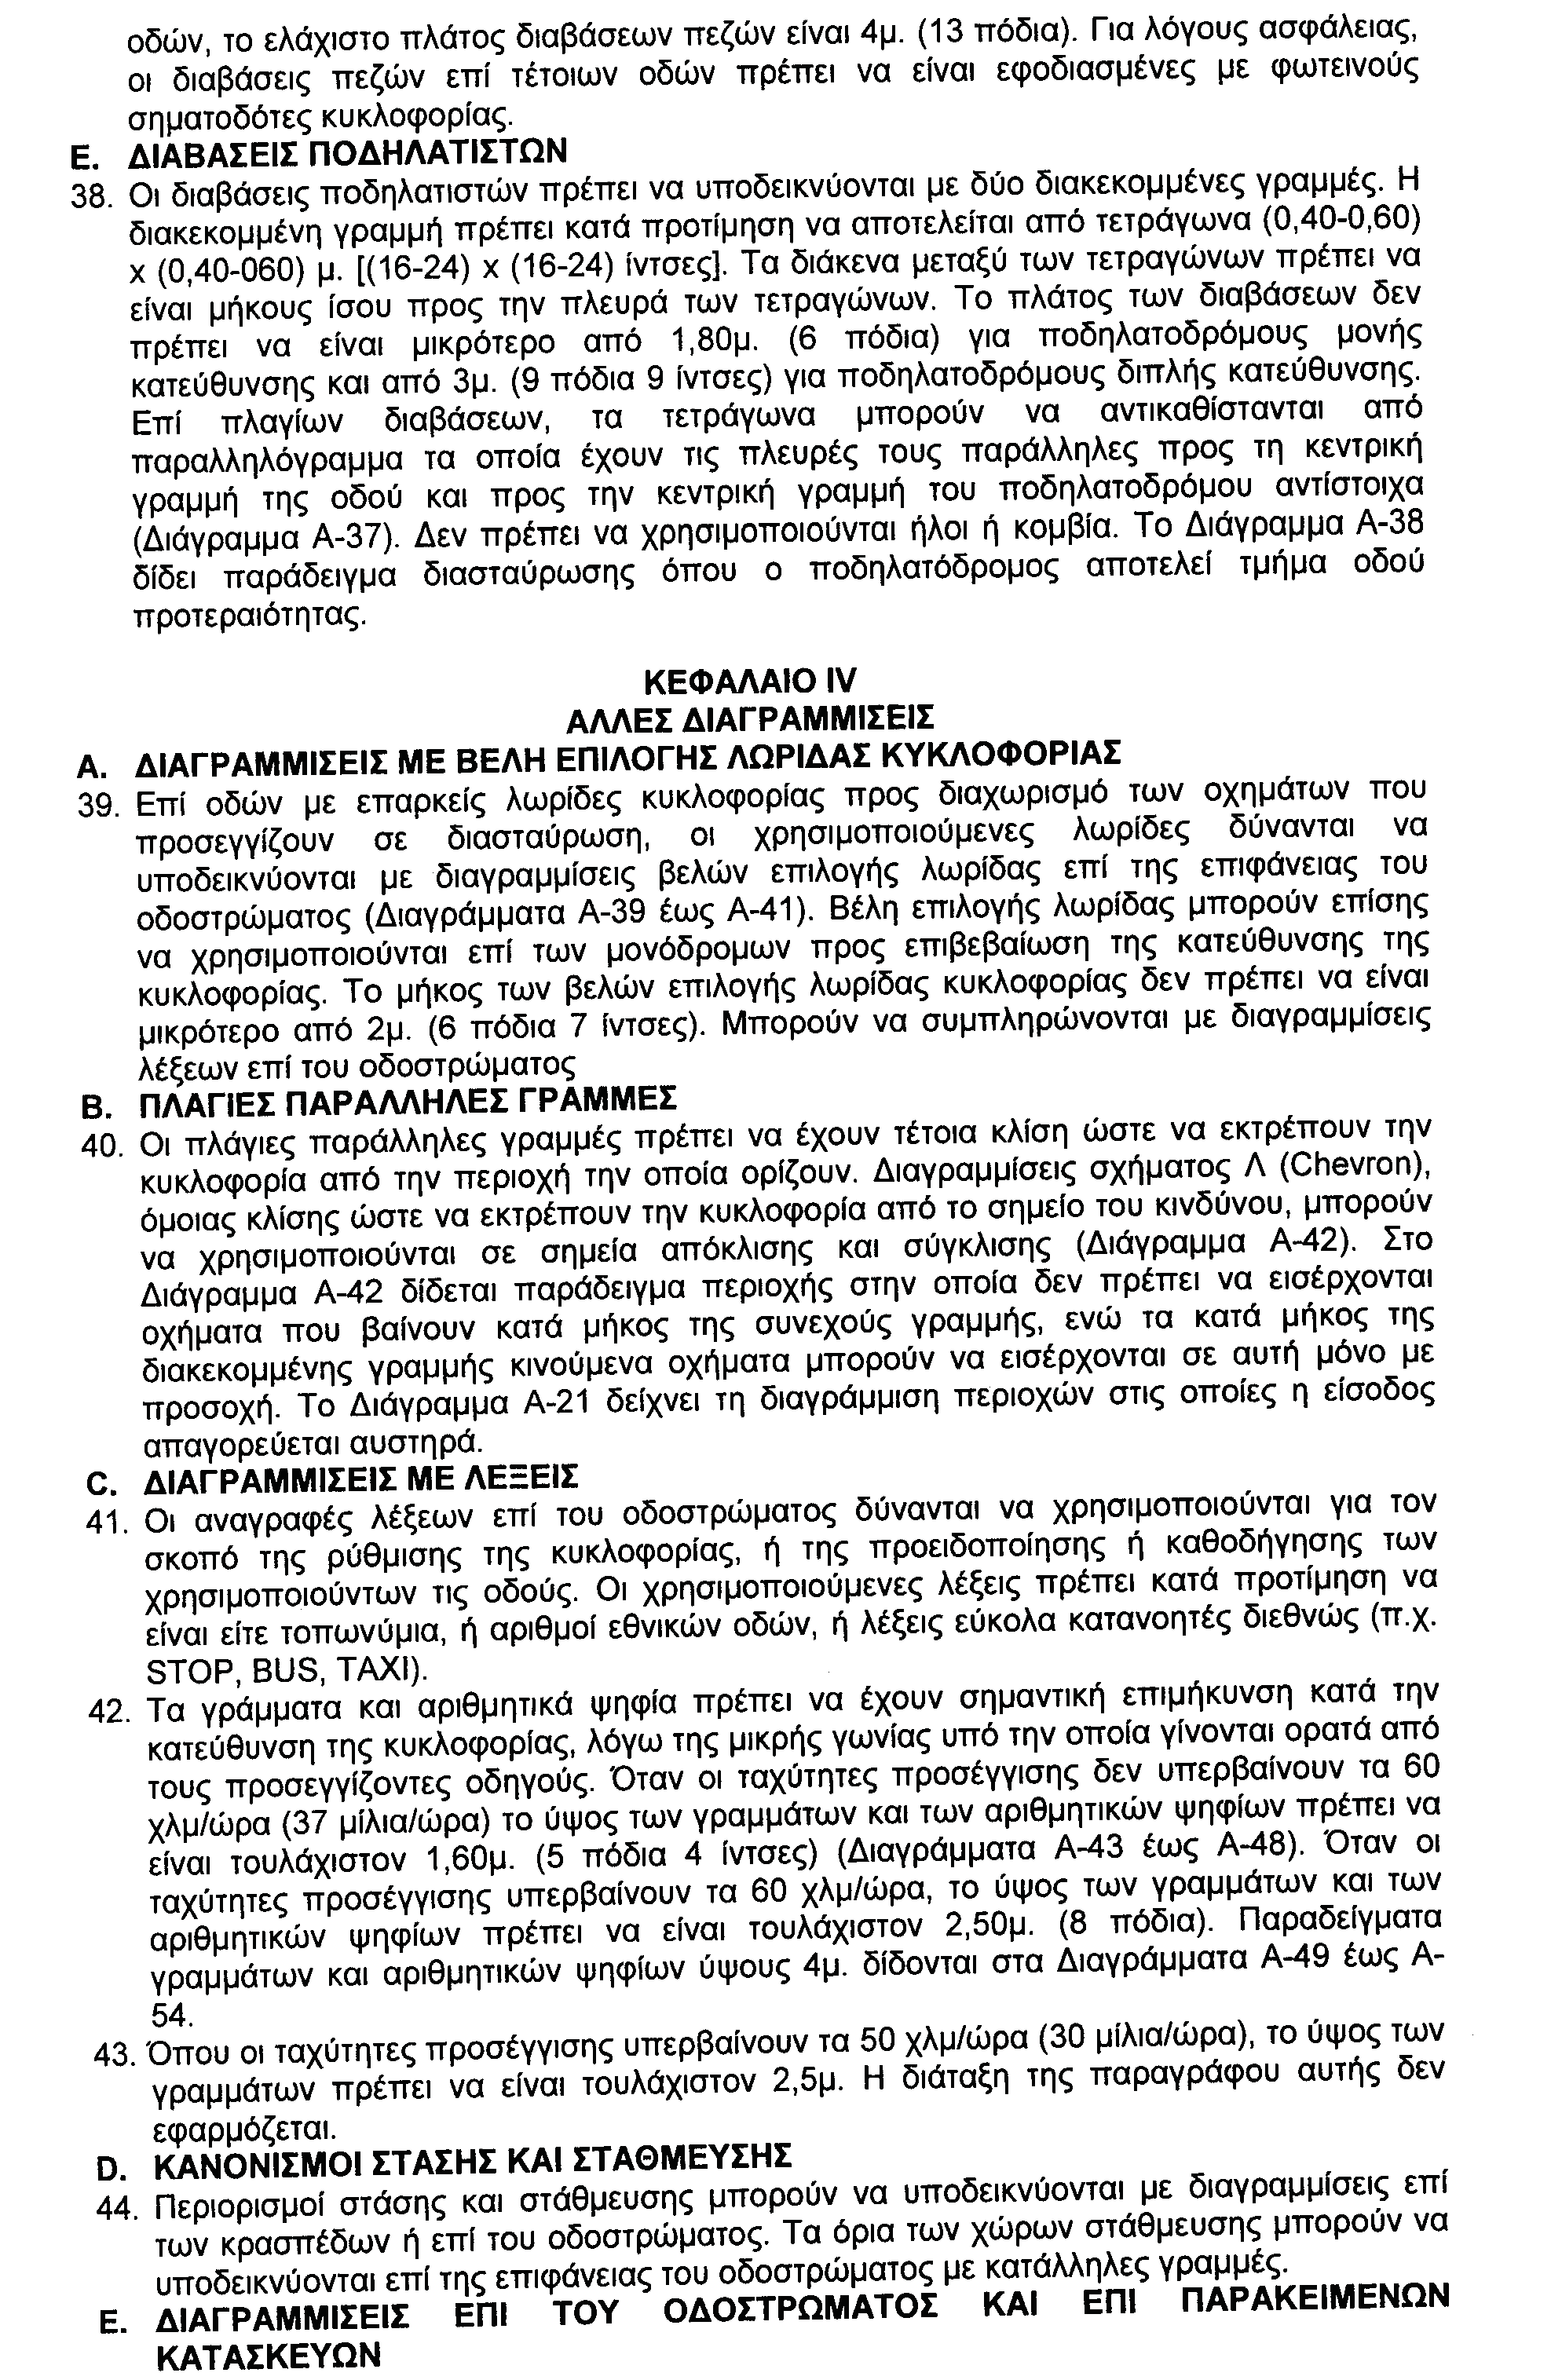 οδών, το ελάχιστο πλάτος διαβάσεων πεζών είναι 4μ. (13 πόδια). Για λόγους ασφάλειας,
οι διαβάσεις πεζών επί τέτοιων οδών πρέπει να είναι εφοδιασμένες με φωτεινούς
σηματοδότες κυκλοφορίας.
E. ΔΙΑΒΑΣΕΙΣ ΠΟΔΗΛΑΤΙΣΤΩΝ
38. Οι διαβάσεις ποδηλατιστών πρέπει να υποδεικνύονται με δύο διακεκομμένες γραμμές. Η
διακεκομμένη γραμμή πρέπει κατά προτίμηση να αποτελείται από τετράγωνα (0,40-0,60)
x (0,40-060) μ. [(16-24) x (16-24) ίντσες]. Τα διάκενα μεταξύ των τετραγώνων πρέπει να
είναι μήκους ίσου προς την πλευρά των τετραγώνων. Το πλάτος των διαβάσεων δεν
πρέπει να είναι μικρότερο από 1,80μ. (6 πόδια) για ποδηλατοδρόμους μονής
κατεύθυνσης και από 3μ. (9 πόδια 9 ίντσες) για ποδηλατοδρόμους διπλής κατεύθυνσης.
Επί πλαγίων διαβάσεων, τα τετράγωνα μπορούν να αντικαθίστανται από
παραλληλόγραμμα τα οποία έχουν τις πλευρές τους παράλληλες προς τη κεντρική
γραμμή της οδού και προς την κεντρική γραμμή του ποδηλατοδρόμου αντίστοιχα
(Διάγραμμα Α-37). Δεν πρέπει να χρησιμοποιούνται ήλοι ή κομβία. Το Διάγραμμα Α-38
δίδει παράδειγμα διασταύρωσης όπου ο ποδηλατόδρομος αποτελεί τμήμα οδού
προτεραιότητας.
ΚΕΦΑΛΑΙΟ IV
ΑΛΛΕΣ ΔΙΑΓΡΑΜΜΙΣΕΙΣ
A. ΔΙΑΓΡΑΜΜΙΣΕΙΣ ΜΕ ΒΕΛΗ ΕΠΙΛΟΓΗΣ ΛΩΡΙΔΑΣ ΚΥΚΛΟΦΟΡΙΑΣ
39. Επί οδών με επαρκείς λωρίδες κυκλοφορίας προς διαχωρισμό των οχημάτων που
προσεγγίζουν σε διασταύρωση, οι χρησιμοποιούμενες λωρίδες δύνανται να
υποδεικνύονται με διαγραμμίσεις βελών επιλογής λωρίδας επί της επιφάνειας του
οδοστρώματος (Διαγράμματα Α-39 έως Α-41). Βέλη επιλογής λωρίδας μπορούν επίσης
να χρησιμοποιούνται επί των μονόδρομων προς επιβεβαίωση της κατεύθυνσης της
κυκλοφορίας. Το μήκος των βελών επιλογής λωρίδας κυκλοφορίας δεν πρέπει να είναι
μικρότερο από 2μ. (6 πόδια 7 ίντσες). Μπορούν να συμπληρώνονται με διαγραμμίσεις
λέξεων επί του οδοστρώματος
B. ΠΛΑΓΙΕΣ ΠΑΡΑΛΛΗΛΕΣ ΓΡΑΜΜΕΣ
40. Οι πλάγιες παράλληλες γραμμές πρέπει να έχουν τέτοια κλίση ώστε να εκτρέπουν την
κυκλοφορία από την περιοχή την οποία ορίζουν. Διαγραμμίσεις σχήματος Λ (Chevron),
όμοιας κλίσης ώστε να εκτρέπουν την κυκλοφορία από το σημείο του κινδύνου, μπορούν
να χρησιμοποιούνται σε σημεία απόκλισης και σύγκλισης (Διάγραμμα Α-42). Στο
Διάγραμμα Α-42 δίδεται παράδειγμα περιοχής στην οποία δεν πρέπει να εισέρχονται
οχήματα που βαίνουν κατά μήκος της συνεχούς γραμμής, ενώ τα κατά μήκος της
διακεκομμένης γραμμής κινούμενα οχήματα μπορούν να εισέρχονται σε αυτή μόνο με
προσοχή. Το Διάγραμμα Α-21 δείχνει τη διαγράμμιση περιοχών στις οποίες η είσοδος
απαγορεύεται αυστηρά.
C. ΔΙΑΓΡΑΜΜΙΣΕΙΣ ΜΕ ΛΕΞΕΙΣ
41. Οι αναγραφές λέξεων επί του οδοστρώματος δύνανται να χρησιμοποιούνται για τον
σκοπό της ρύθμισης της κυκλοφορίας, ή της προειδοποίησης ή καθοδήγησης των
χρησιμοποιούντων τις οδούς. Οι χρησιμοποιούμενες λέξεις πρέπει κατά προτίμηση να
είναι είτε τοπωνύμια, ή αριθμοί εθνικών οδών, ή λέξεις εύκολα κατανοητές διεθνώς (π.χ.
STOP, BUS, TAXI).
42. Τα γράμματα και αριθμητικά ψηφία πρέπει να έχουν σημαντική επιμήκυνση κατά την
κατεύθυνση της κυκλοφορίας, λόγω της μικρής γωνίας υπό την οποία γίνονται ορατά από
τους προσεγγίζοντες οδηγούς. Όταν οι ταχύτητες προσέγγισης δεν υπερβαίνουν τα 60
χλμ/ώρα (37 μίλια/ώρα) το ύψος των γραμμάτων και των αριθμητικών ψηφίων πρέπει να
είναι τουλάχιστον 1,60μ. (5 πόδια 4 ίντσες) (Διαγράμματα Α-43 έως Α-48). Όταν οι
ταχύτητες προσέγγισης υπερβαίνουν τα 60 χλμ/ώρα, το ύψος των γραμμάτων και των
αριθμητικών ψηφίων πρέπει να είναι τουλάχιστον 2,50μ. (8 πόδια). Παραδείγματα
γραμμάτων και αριθμητικών ψηφίων ύψους 4μ. δίδονται στα Διαγράμματα Α-49 έως Α-
54.
43. Όπου οι ταχύτητες προσέγγισης υπερβαίνουν τα 50 χλμ/ώρα (30 μίλια/ώρα), το ύψος των
γραμμάτων πρέπει να είναι τουλάχιστον 2,5μ. Η διάταξη της παραγράφου αυτής δεν
εφαρμόζεται.
D. ΚΑΝΟΝΙΣΜΟΙ ΣΤΑΣΗΣ ΚΑΙ ΣΤΑΘΜΕΥΣΗΣ
44. Περιορισμοί στάσης και στάθμευσης μπορούν να υποδεικνύονται με διαγραμμίσεις επί
των κρασπέδων ή επί του οδοστρώματος. Τα όρια των χώρων στάθμευσης μπορούν να
υποδεικνύονται επί της επιφάνειας του οδοστρώματος με κατάλληλες γραμμές.
E. ΔΙΑΓΡΑΜΜΙΣΕΙΣ ΕΠΙ ΤΟΥ ΟΔΟΣΤΡΩΜΑΤΟΣ ΚΑΙ ΕΠΙ ΠΑΡΑΚΕΙΜΕΝΩΝ
ΚΑΤΑΣΚΕΥΩΝ